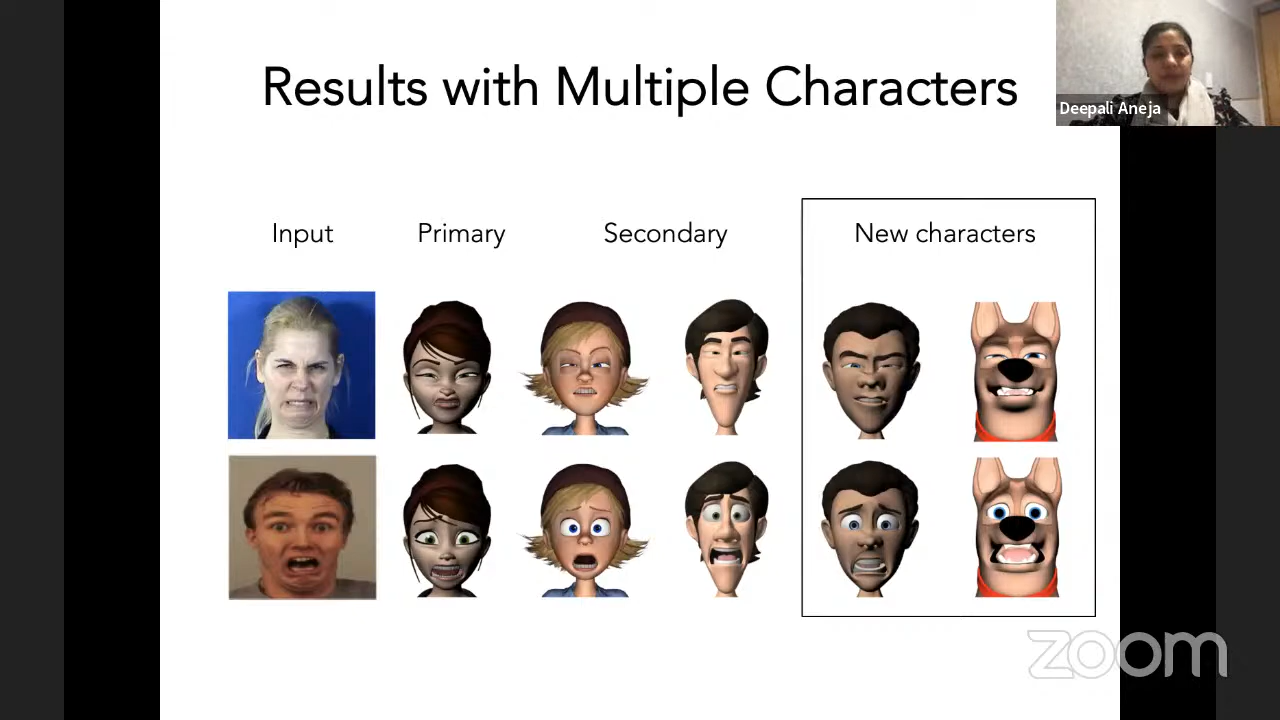 Results with Multiple Characters
Deepali Aneja
Input
Primary
Secondary
New characters
zoom